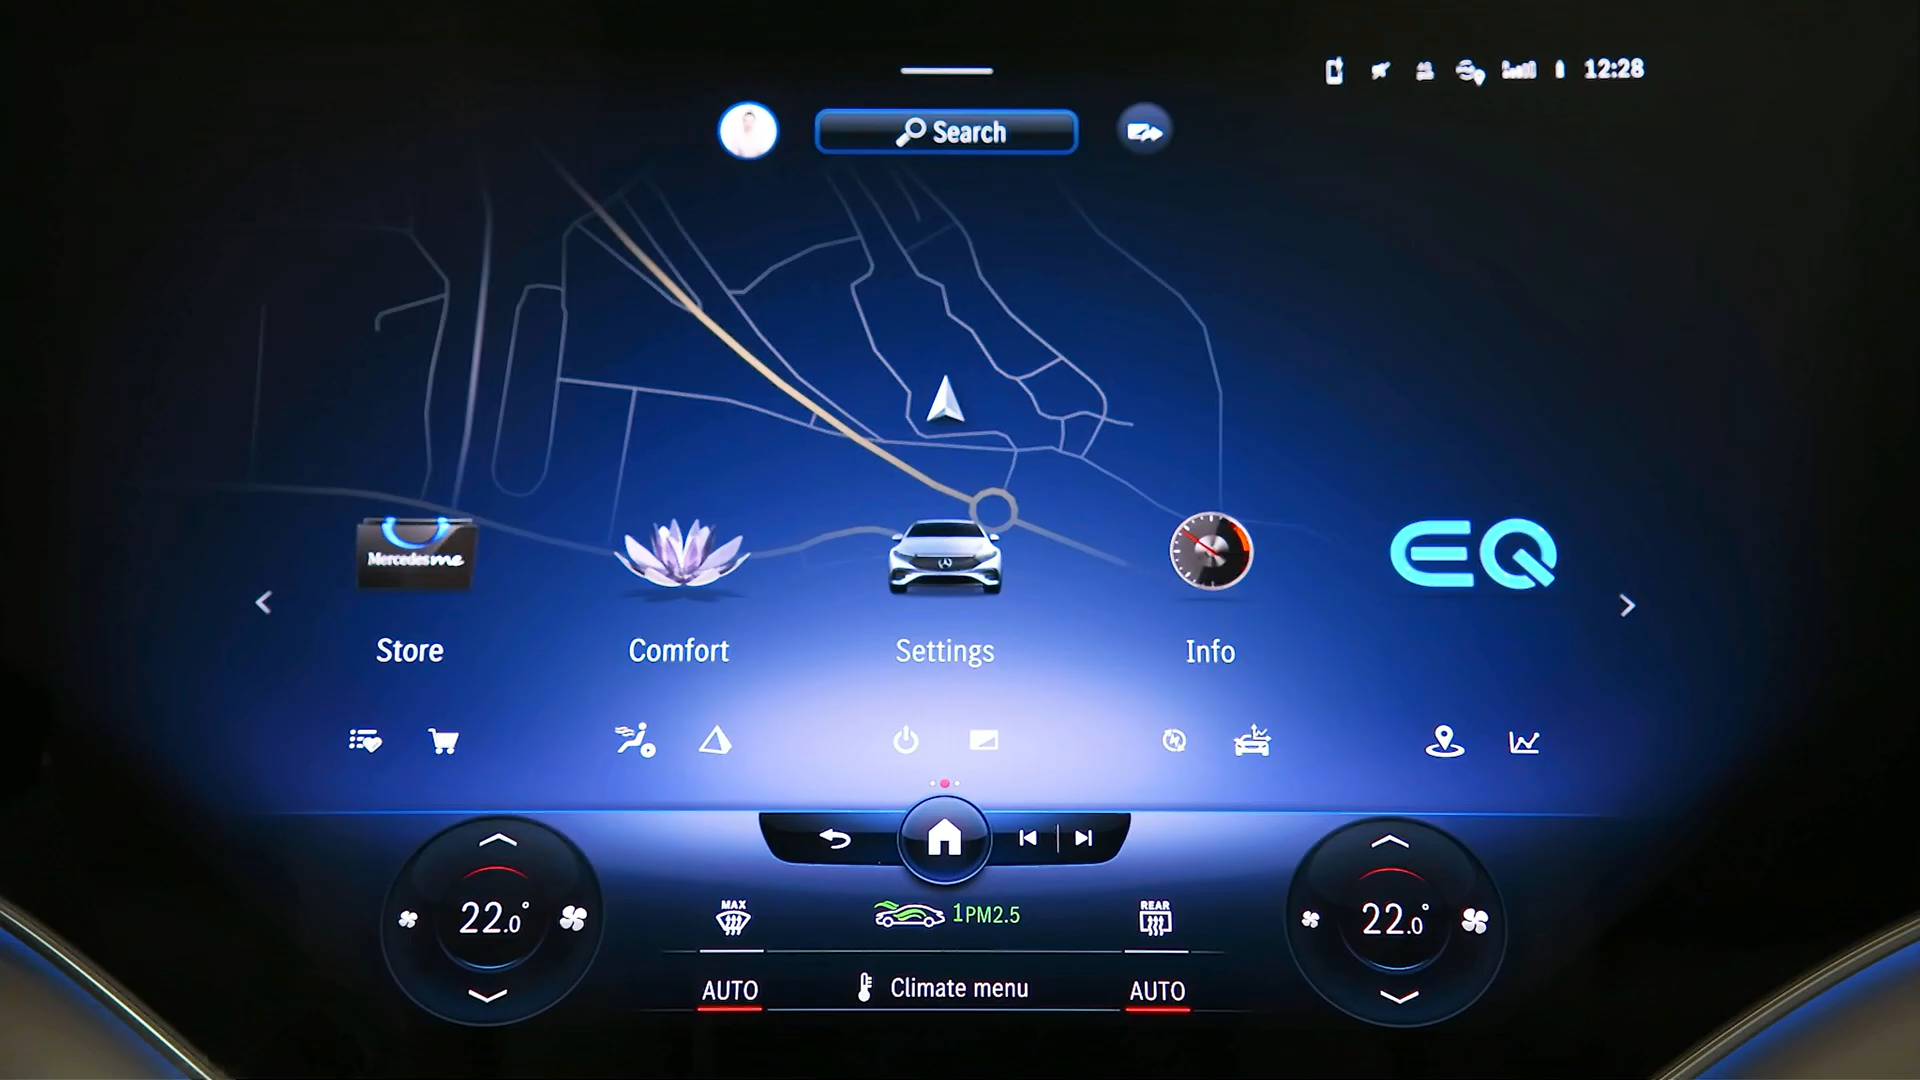 12:28
Search
Mercedes me
EQ
Store
Comfort
Settings
Info
22.0°
MAX
1PM2.5
REAR
22.0°
AUTO
Climate menu
AUTO